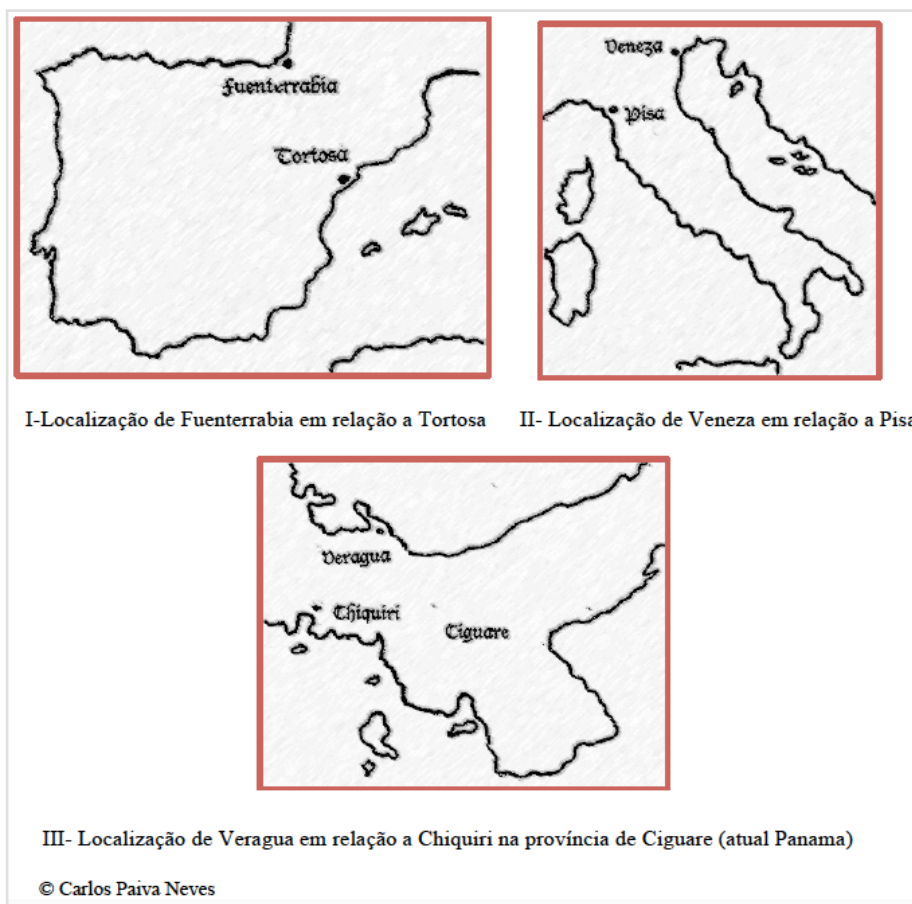 Fuenterrabia
Tortosa
Veneza
Pisa
I-Localização de Fuenterrabia em relação a Tortosa
II- Localização de Veneza em relação a Pisa
Veragua
Chiquiri
Ciguare
III- Localização de Veragua em relação a Chiquiri na província de Ciguare (atual Panama)
© Carlos Paiva Neves